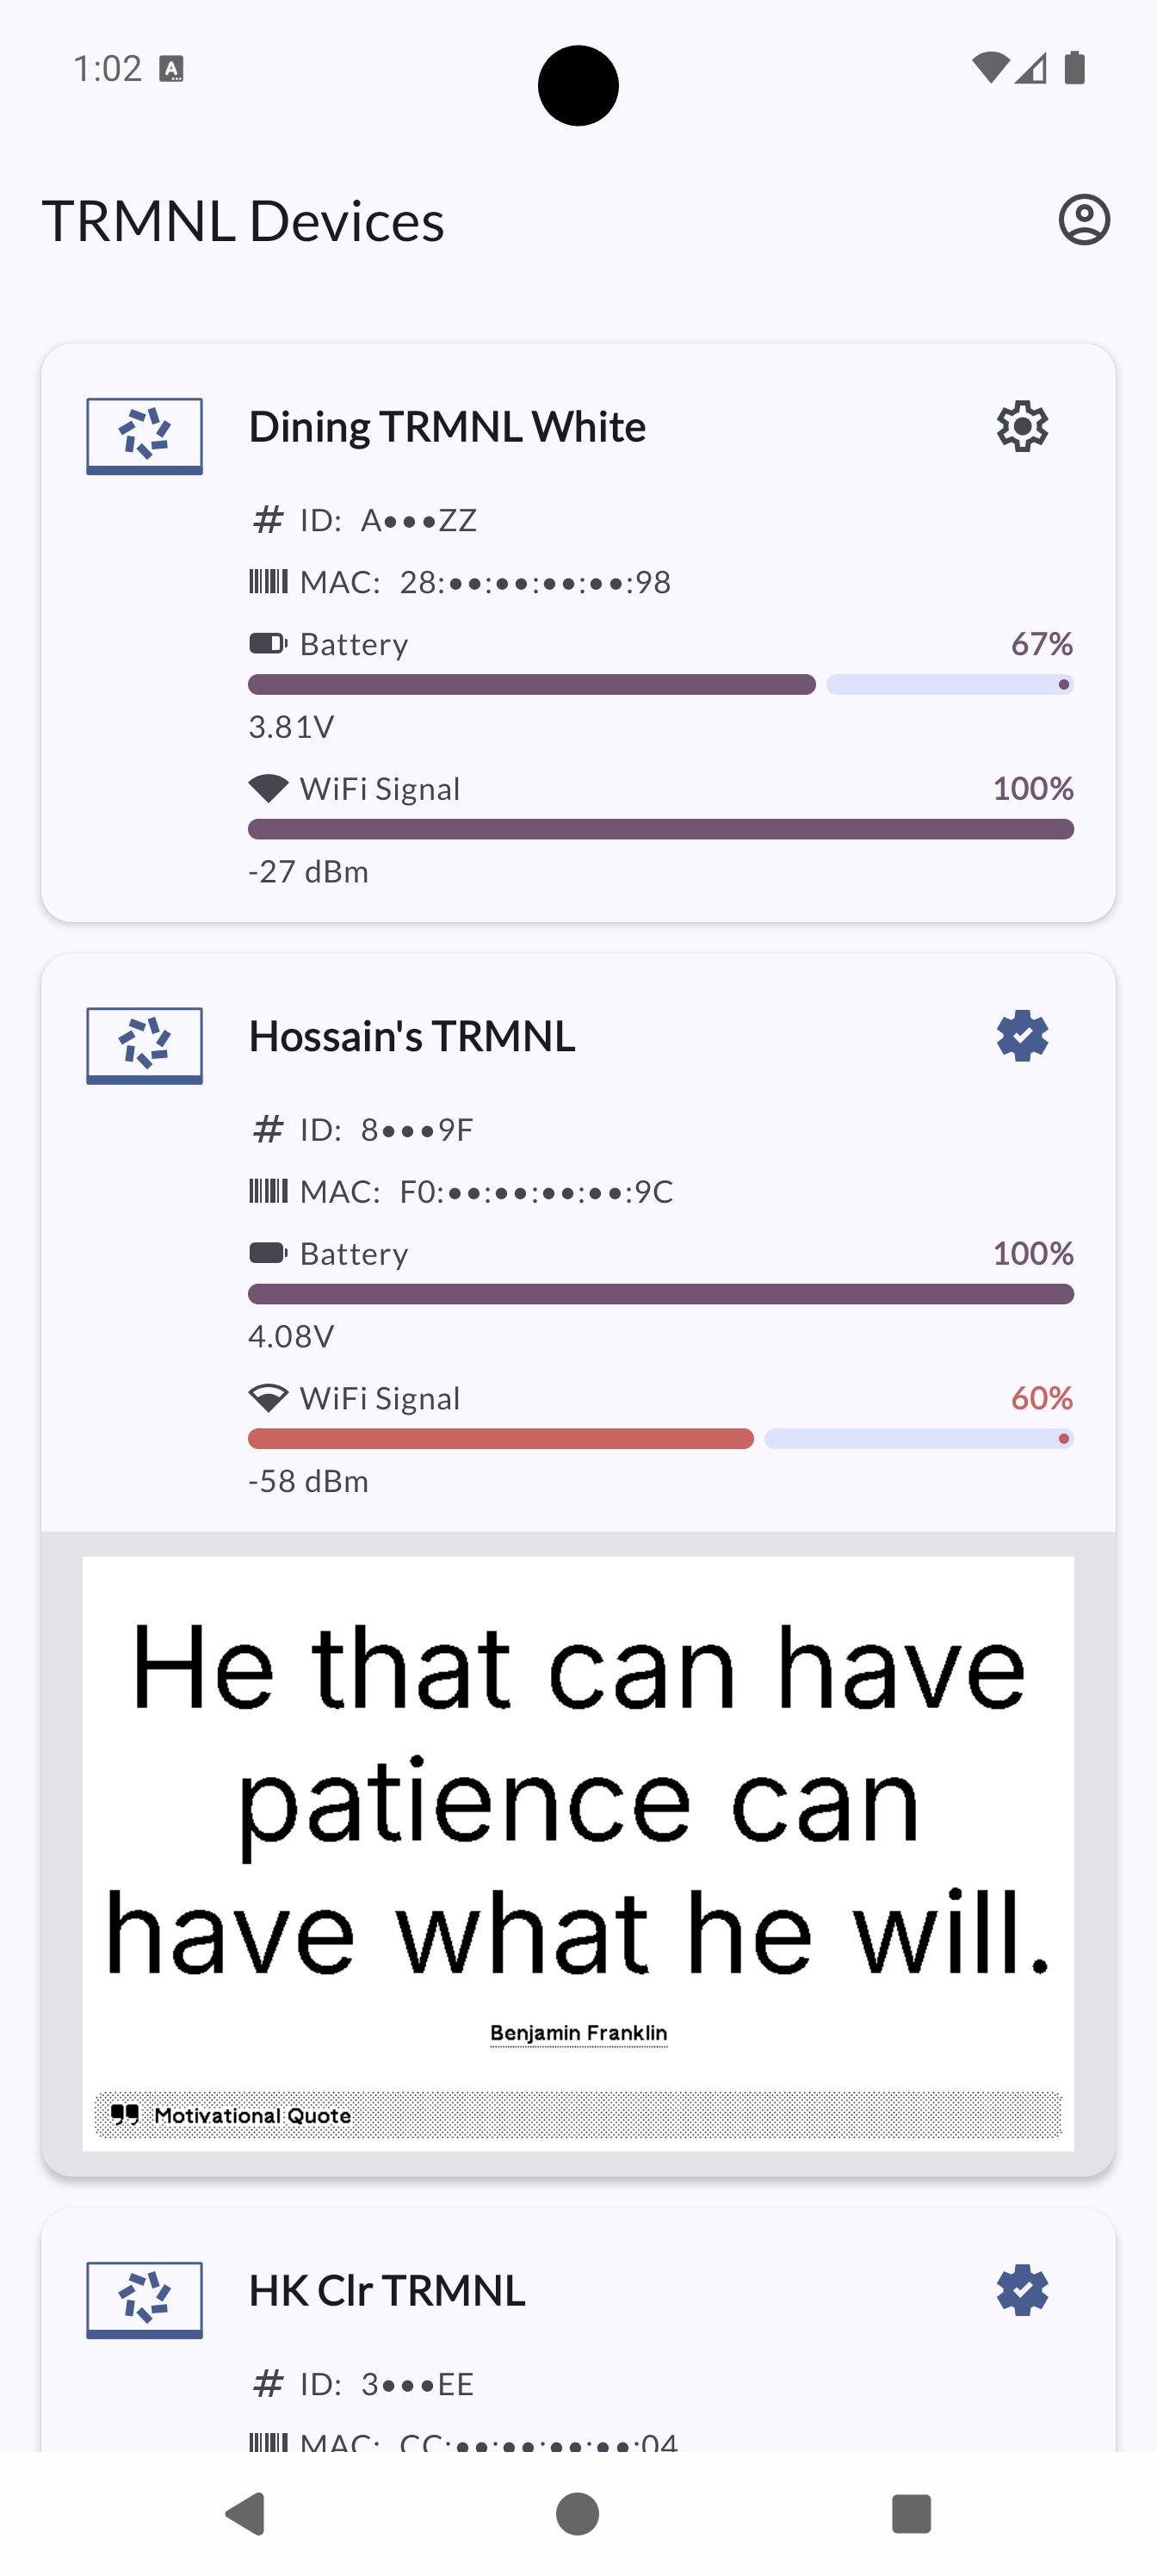 1:02
TRMNL Devices
Dining TRMNL White
ID: A•••ZZ
MAC: 28:••:••:••:••:98
Battery 67%
3.81V
WiFi Signal 100%
-27 dBm
Hossain's TRMNL
ID: 8•••9F
MAC: F0:••:••:••:••:9C
Battery 100%
4.08V
WiFi Signal 60%
-58 dBm
He that can have
patience can
have what he will.
Benjamin Franklin
Motivational Quote
HK Clr TRMNL
ID: 3•••EE
MAC: CC:••:••:••:••:04